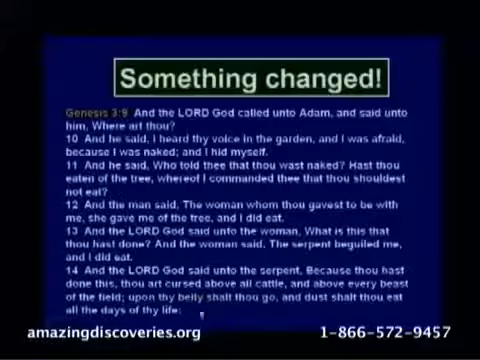 Something changed!
Genesis 3:9 And the LORD God called unto Adam, and said unto
him, Where art thou?
10 And he said, I heard thy voice in the garden, and I was afraid,
because I was naked; and I hid myself.
11 And he said, Who told thee that thou wast naked? Hast thou
eaten of the tree, whereof I commanded thee that thou shouldest
not eat?
12 And the man said, The woman whom thou gavest to be with
me, she gave me of the tree, and I did eat.
13 And the LORD God said unto the woman, What is this that
thou hast done? And the woman said, The serpent beguiled me,
and I did eat.
14 And the LORD God said unto the serpent, Because thou hast
done this, thou art cursed above all cattle, and above every beast
of the field; upon thy belly shalt thou go, and dust shalt thou eat
all the days of thy life:
amazingdiscoveries.org 1-866-572-9457